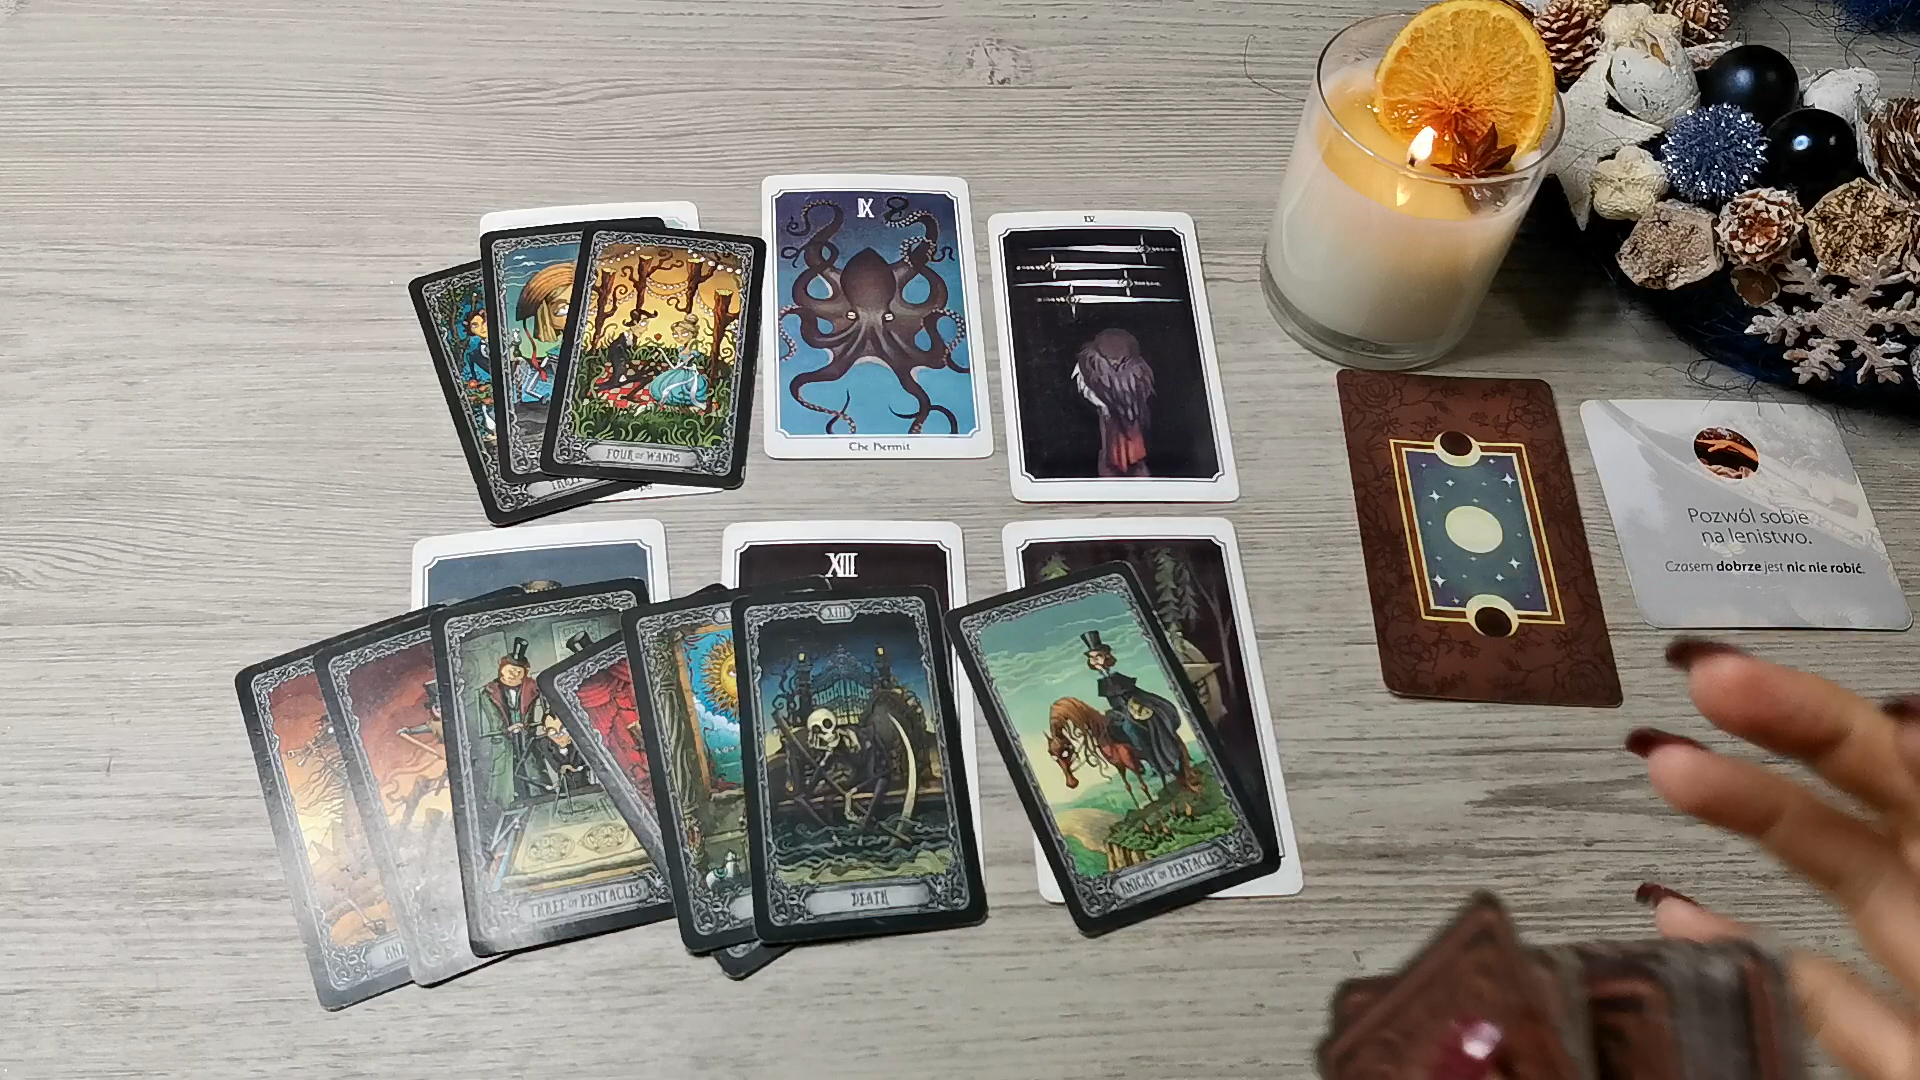 IX
The Hermit
IV
FOUR OF WANDS
Pozwól sobie
na lenistwo.
Czasem dobrze jest nic nie robić.
XIII
XIII
THREE OF PENTACLES
DEATH
KNIGHT OF PENTACLES